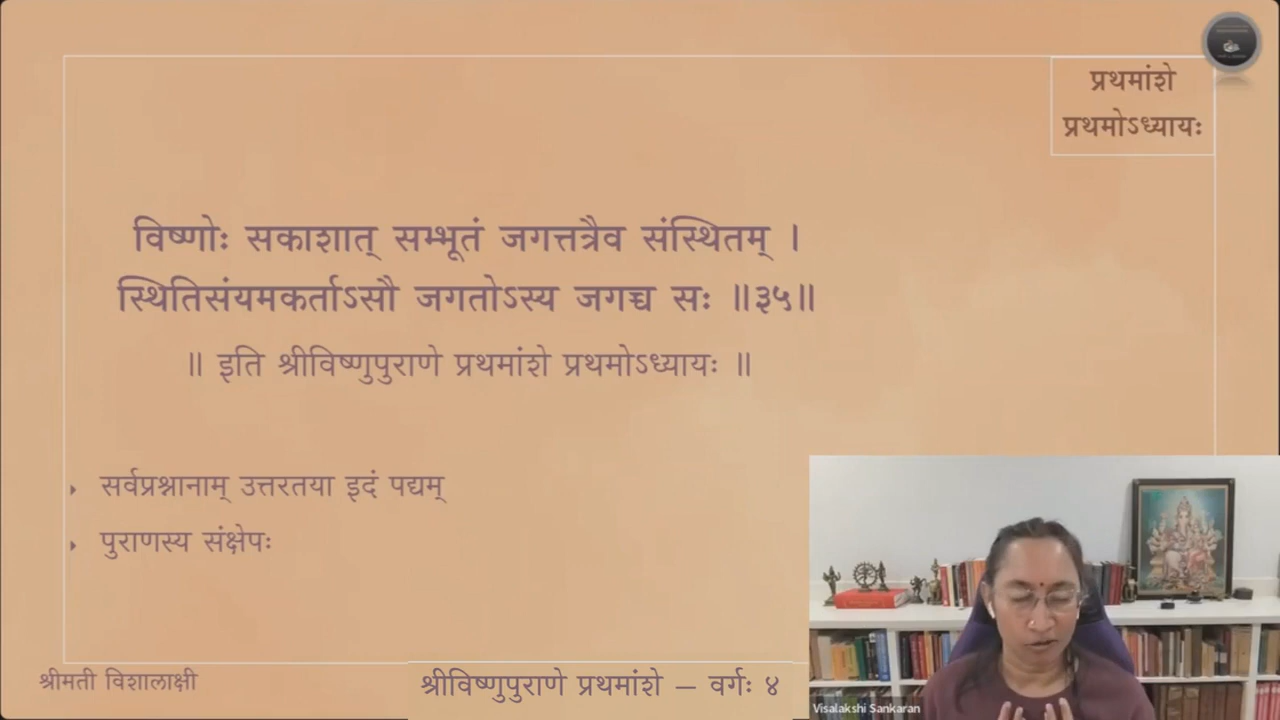 प्रथमांशे
प्रथमोऽध्यायः
विष्णोः सकाशात् सम्भूतं जगत्तत्रैव संस्थितम् ।
स्थितिसंयमकर्ताऽसौ जगतोऽस्य जगच्च सः ॥३५॥
॥ इति श्रीविष्णुपुराणे प्रथमांशे प्रथमोऽध्यायः ॥
सर्वप्रश्नानाम् उत्तरतया इदं पद्यम्
पुराणस्य संक्षेपः
श्रीमती विशालाक्षी
श्रीविष्णुपुराणे प्रथमांशे – वर्गः ४
Visalakshi Sankaran